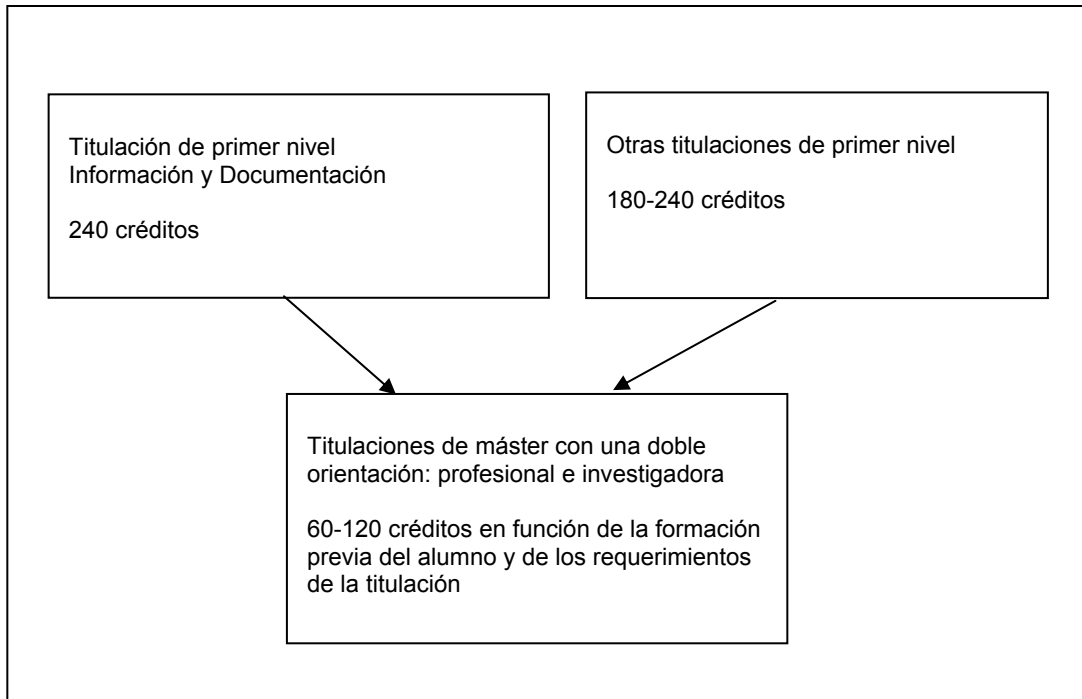 Titulación de primer nivel
Información y Documentación
240 créditos
Otras titulaciones de primer nivel
180-240 créditos
Titulaciones de máster con una doble
orientación: profesional e investigadora
60-120 créditos en función de la formación
previa del alumno y de los requerimientos
de la titulación